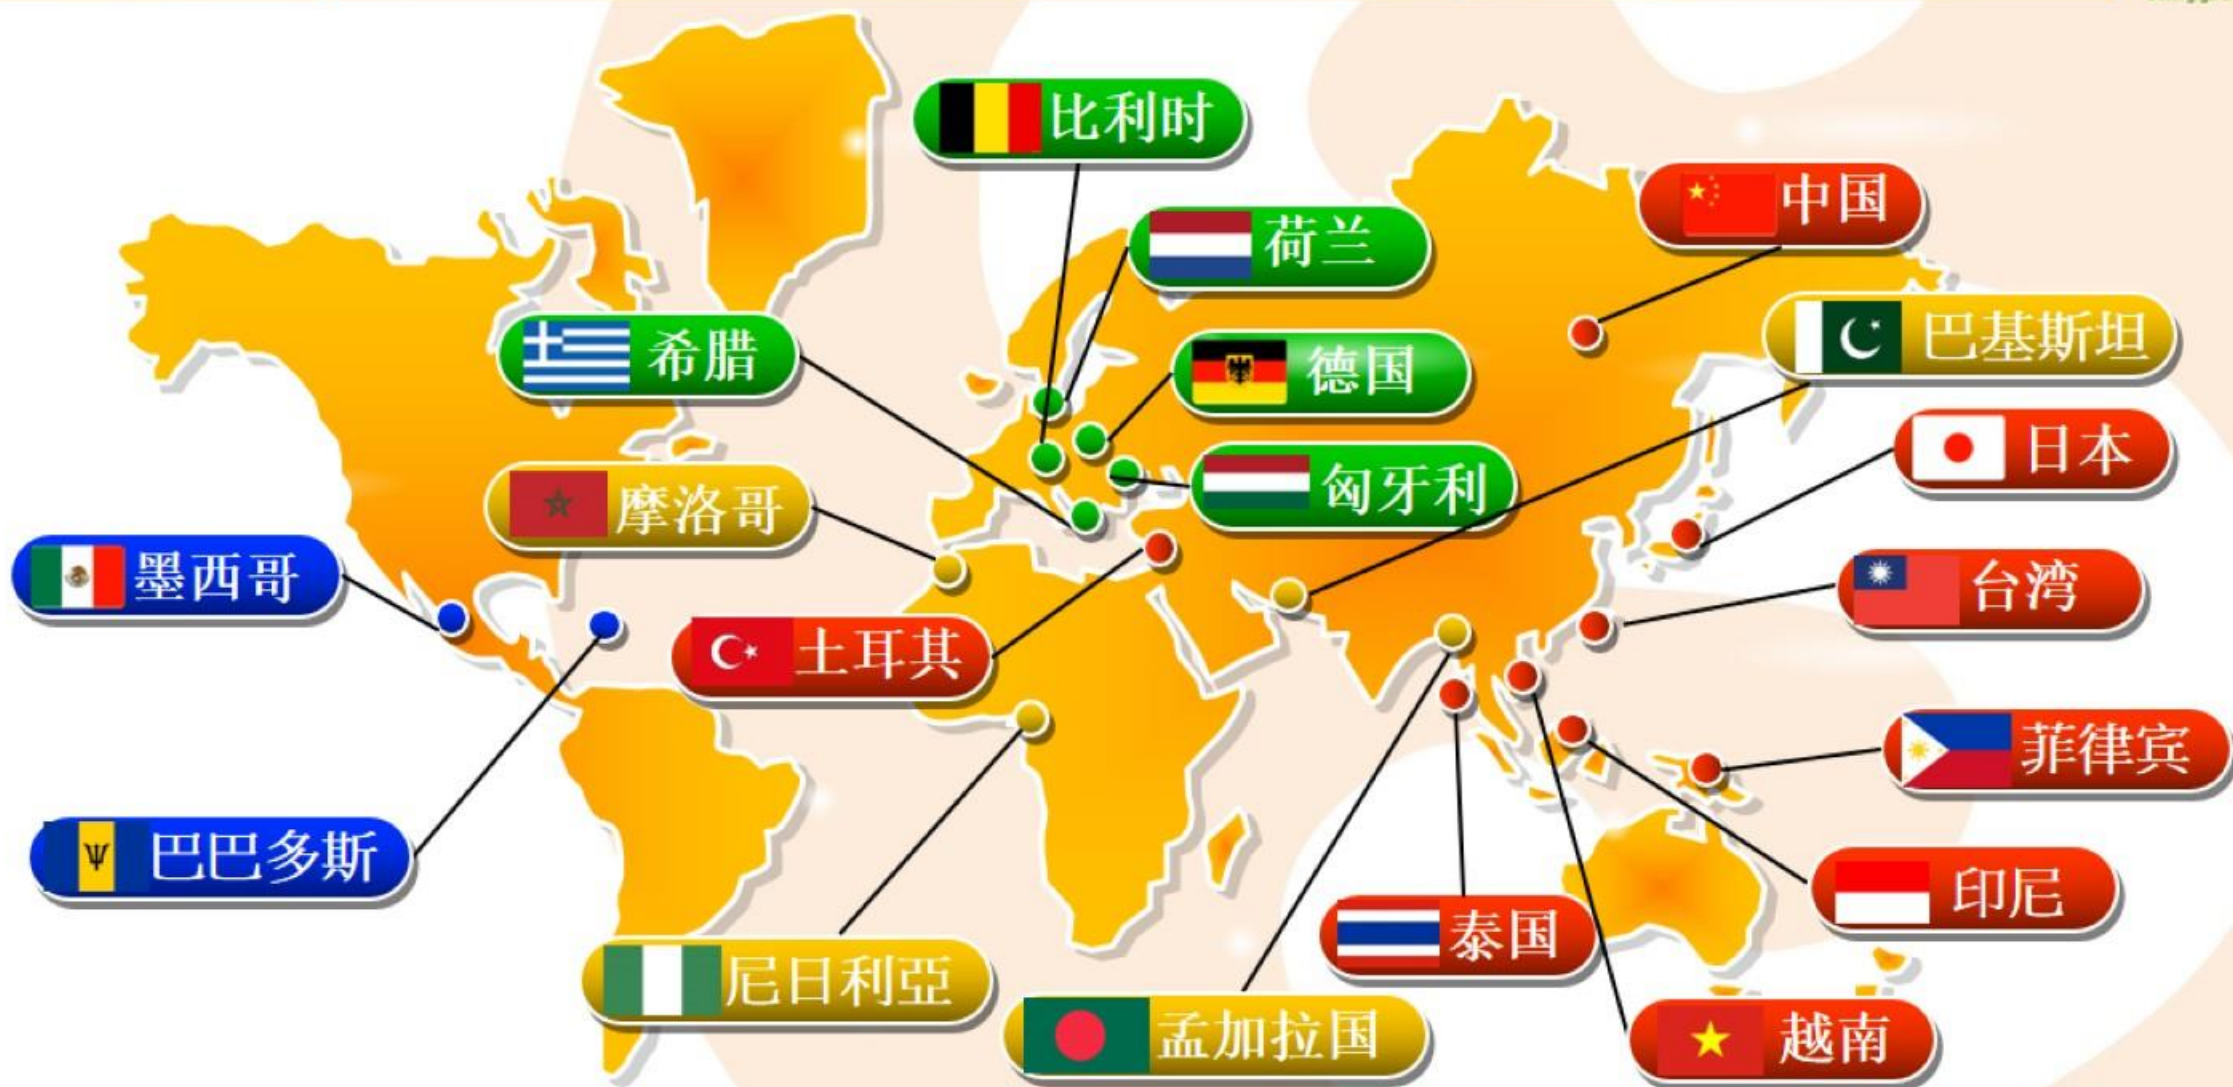 比利时
中国
荷兰
巴基斯坦
希腊
德国
日本
摩洛哥
匈牙利
墨西哥
台湾
土耳其
菲律宾
巴巴多斯
印尼
泰国
尼日利亞
孟加拉国
越南